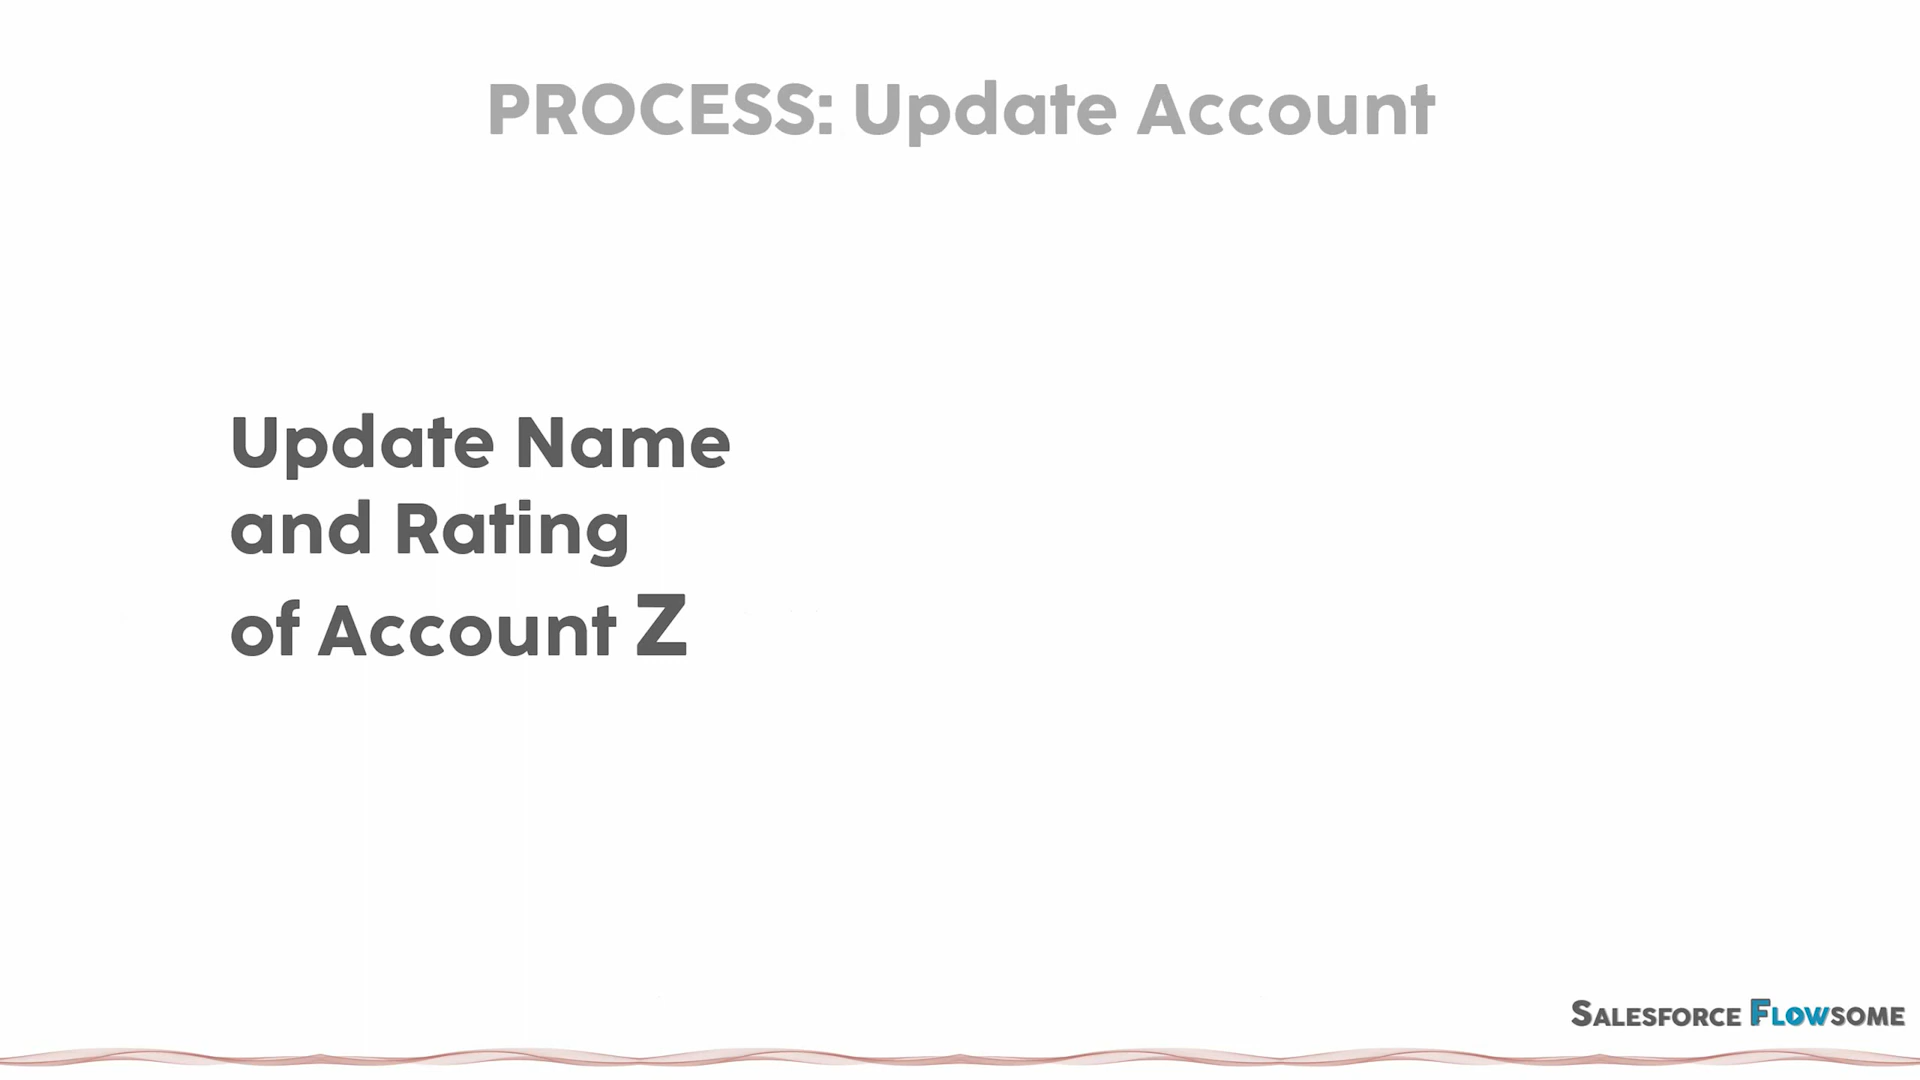 PROCESS: Update Account
Update Name
and Rating
of Account Z
SALESFORCE FLOWSOME